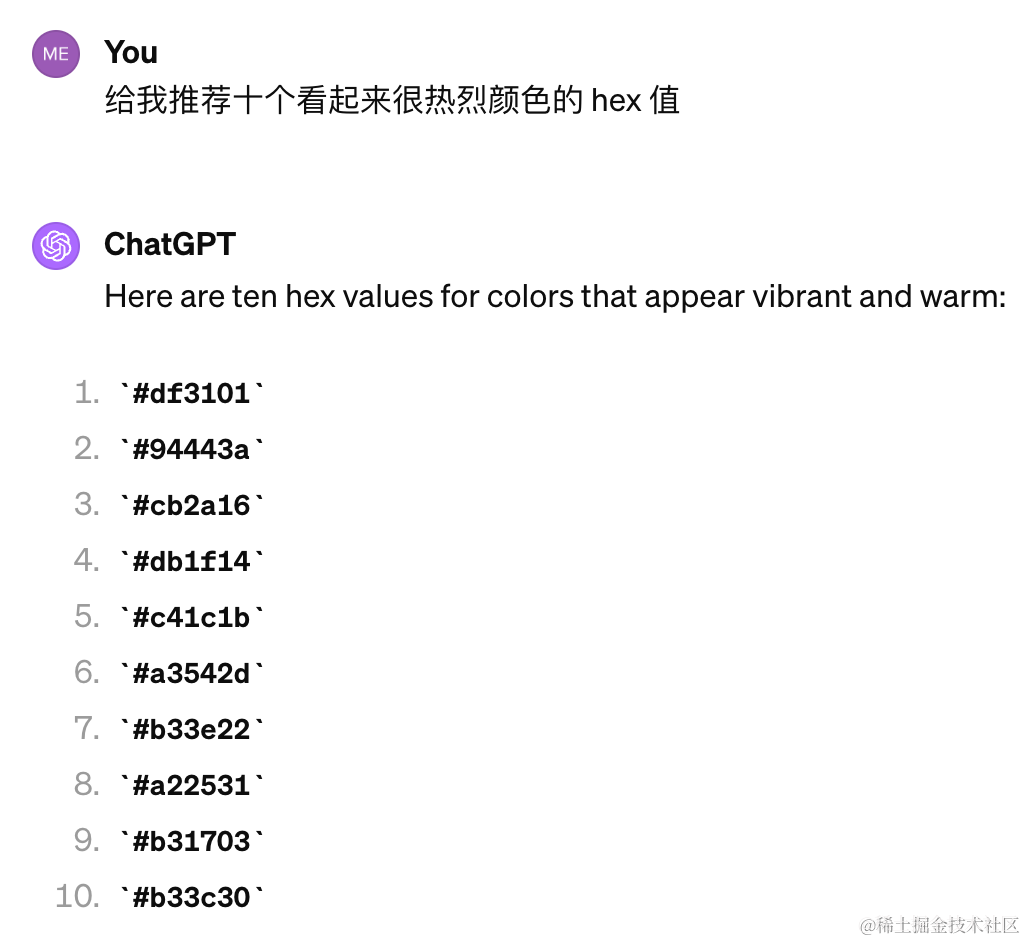 ME
You
给我推荐十个看起来很热烈颜色的 hex 值
ChatGPT
Here are ten hex values for colors that appear vibrant and warm:
1. `#df3101`
2. `#94443a`
3. `#cb2a16`
4. `#db1f14`
5. `#c41c1b`
6. `#a3542d`
7. `#b33e22`
8. `#a22531`
9. `#b31703`
10. `#b33c30`
@稀土掘金技术社区